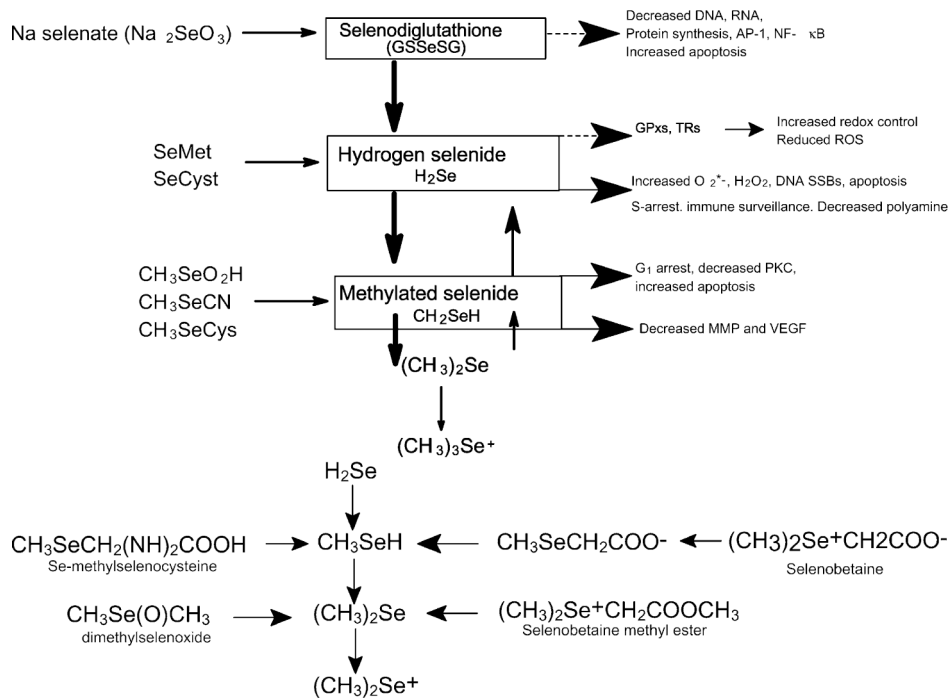 Na selenate (Na ₂SeO₃)
Selenodiglutathione
(GSSeSG)
Decreased DNA, RNA,
Protein synthesis, AP-1, NF- κB
Increased apoptosis
SeMet
SeCyst
Hydrogen selenide
H₂Se
GPxs, TRs
Increased redox control
Reduced ROS
Increased O ₂*-, H₂O₂, DNA SSBs, apoptosis
S-arrest. immune surveillance. Decreased polyamine
CH₃SeO₂H
CH₃SeCN
CH₃SeCys
Methylated selenide
CH₂SeH
G₁ arrest, decreased PKC,
increased apoptosis
Decreased MMP and VEGF
(CH₃)₂Se
(CH₃)₃Se⁺
H₂Se
CH₃SeCH₂(NH)₂COOH
Se-methylselenocysteine
CH₃SeH
CH₃SeCH₂COO-
(CH₃)₂Se⁺CH2COO-
Selenobetaine
CH₃Se(O)CH₃
dimethylselenoxide
(CH₃)₂Se
(CH₃)₂Se⁺CH₂COOCH₃
Selenobetaine methyl ester
(CH₃)₂Se⁺